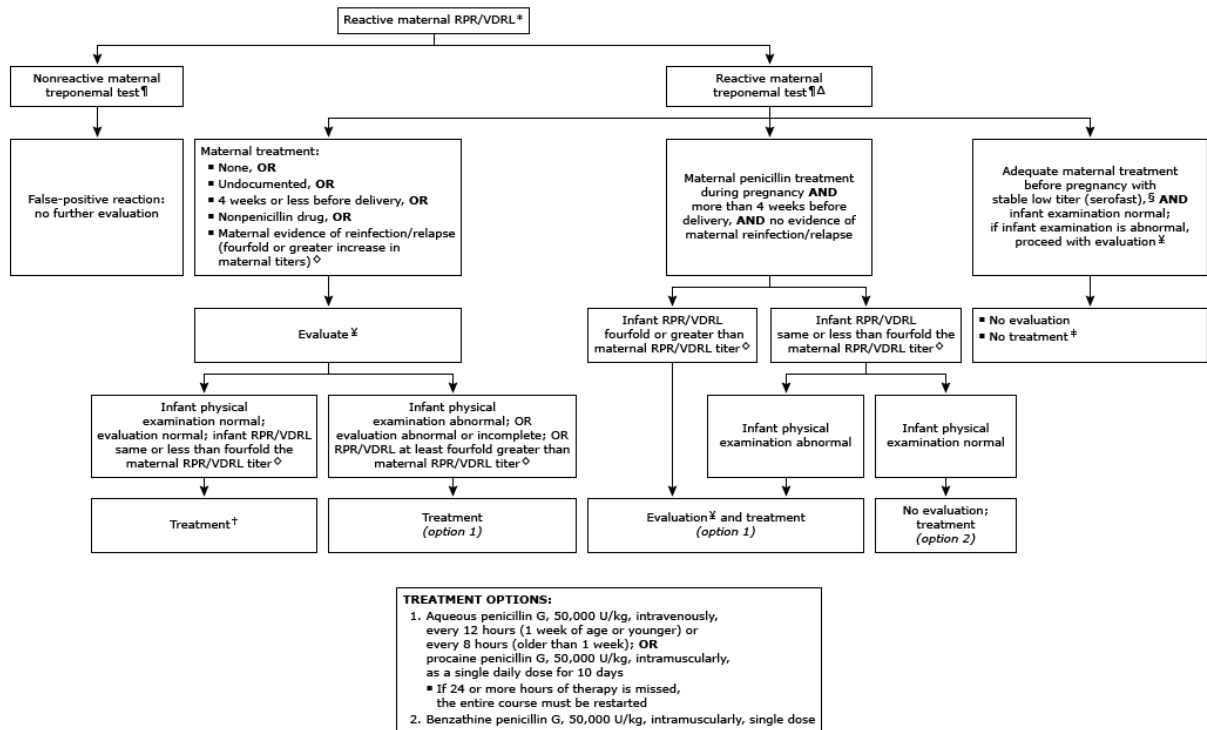 Reactive maternal RPR/VDRL*
Nonreactive maternal
treponemal test¶
Reactive maternal
treponemal test¶Δ
False-positive reaction:
no further evaluation
Maternal treatment:
▪ None, OR
▪ Undocumented, OR
▪ 4 weeks or less before delivery, OR
▪ Nonpenicillin drug, OR
▪ Maternal evidence of reinfection/relapse
(fourfold or greater increase in
maternal titers)◇
Maternal penicillin treatment
during pregnancy AND
more than 4 weeks before
delivery, AND no evidence of
maternal reinfection/relapse
Adequate maternal treatment
before pregnancy with
stable low titer (serofast),§ AND
infant examination normal;
if infant examination is abnormal,
proceed with evaluation¥
Evaluate¥
Infant RPR/VDRL
fourfold or greater than
maternal RPR/VDRL titer◇
Infant RPR/VDRL
same or less than fourfold the
maternal RPR/VDRL titer◇
▪ No evaluation
▪ No treatment‡
Infant physical
examination normal;
evaluation normal; infant RPR/VDRL
same or less than fourfold the
maternal RPR/VDRL titer◇
Infant physical
examination abnormal; OR
evaluation abnormal or incomplete; OR
RPR/VDRL at least fourfold greater than
maternal RPR/VDRL titer◇
Infant physical
examination abnormal
Infant physical
examination normal
Treatment†
Treatment
(option 1)
Evaluation¥ and treatment
(option 1)
No evaluation;
treatment
(option 2)
TREATMENT OPTIONS:
1. Aqueous penicillin G, 50,000 U/kg, intravenously,
every 12 hours (1 week of age or younger) or
every 8 hours (older than 1 week); OR
procaine penicillin G, 50,000 U/kg, intramuscularly,
as a single daily dose for 10 days
▪ If 24 or more hours of therapy is missed,
the entire course must be restarted
2. Benzathine penicillin G, 50,000 U/kg, intramuscularly, single dose